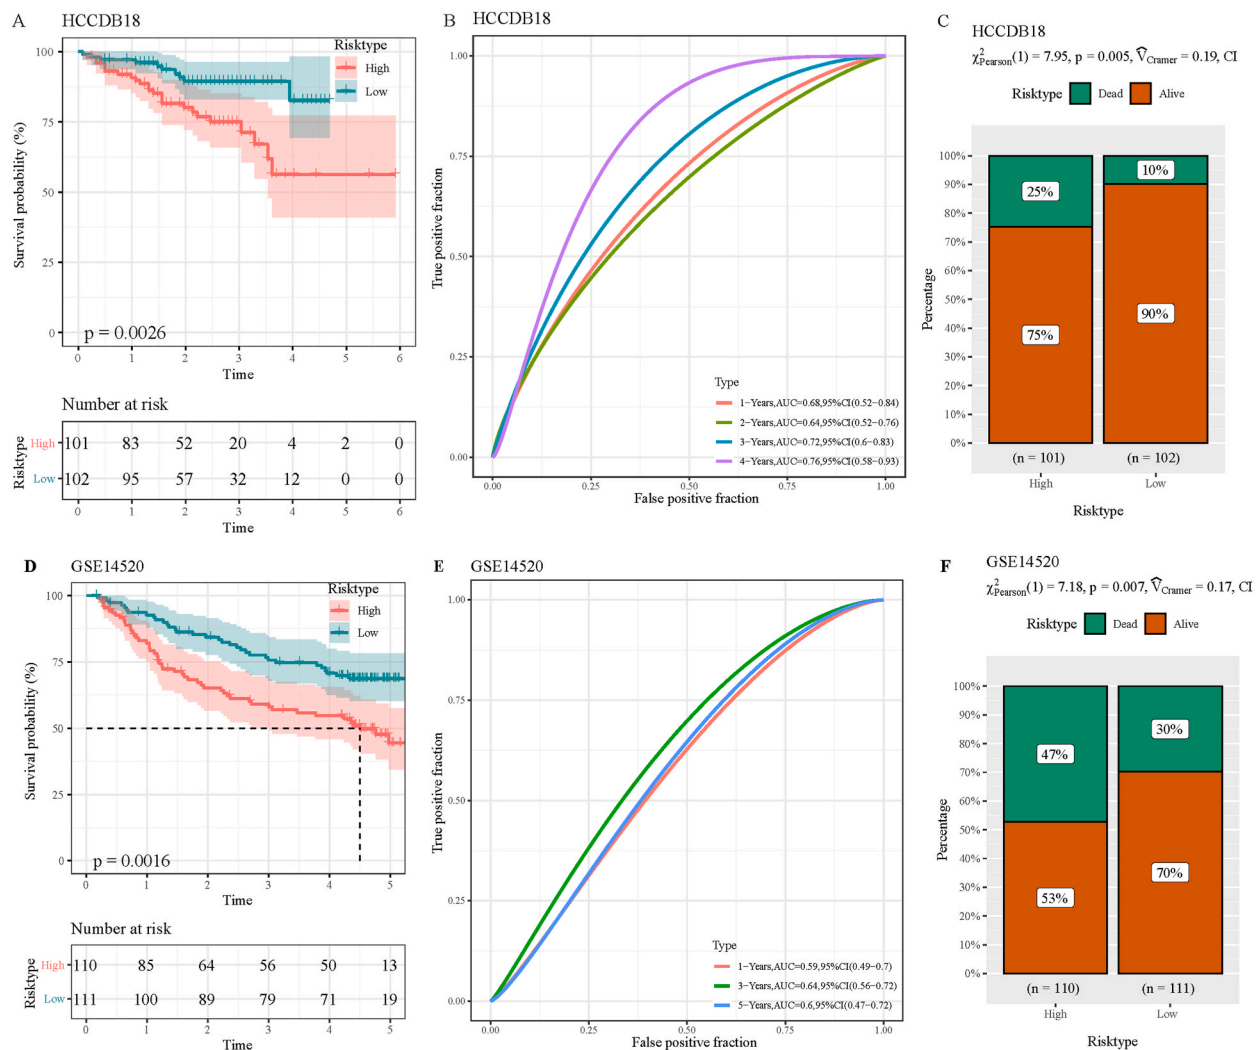 A
HCCDB18
Risktype
High
Low
Survival probability (%)
100
75
50
25
0
p = 0.0026
0 1 2 3 4 5 6
Time
Number at risk
Risktype
High 101 83 52 20 4 2 0
Low 102 95 57 32 12 0 0
0 1 2 3 4 5 6
Time
B
HCCDB18
True positive fraction
1.00
0.75
0.50
0.25
0.00
Type
1−Years,AUC=0.68,95%CI(0.52−0.84)
2−Years,AUC=0.64,95%CI(0.52−0.76)
3−Years,AUC=0.72,95%CI(0.6−0.83)
4−Years,AUC=0.76,95%CI(0.58−0.93)
0.00 0.25 0.50 0.75 1.00
False positive fraction
C
HCCDB18
χ²Pearson(1) = 7.95, p = 0.005, V̂Cramer = 0.19, CI
Risktype Dead Alive
Percentage
100%
90%
80%
70%
60%
50%
40%
30%
20%
10%
0%
25%
10%
75%
90%
(n = 101) (n = 102)
High Low
Risktype
D
GSE14520
Risktype
High
Low
Survival probability (%)
100
75
50
25
0
p = 0.0016
0 1 2 3 4 5
Time
Number at risk
Risktype
High 110 85 64 56 50 13
Low 111 100 89 79 71 19
0 1 2 3 4 5
Time
E
GSE14520
True positive fraction
1.00
0.75
0.50
0.25
0.00
Type
1−Years,AUC=0.59,95%CI(0.49−0.7)
3−Years,AUC=0.64,95%CI(0.56−0.72)
5−Years,AUC=0.6,95%CI(0.47−0.72)
0.00 0.25 0.50 0.75 1.00
False positive fraction
F
GSE14520
χ²Pearson(1) = 7.18, p = 0.007, V̂Cramer = 0.17, CI
Risktype Dead Alive
Percentage
100%
90%
80%
70%
60%
50%
40%
30%
20%
10%
0%
47%
30%
53%
70%
(n = 110) (n = 111)
High Low
Risktype